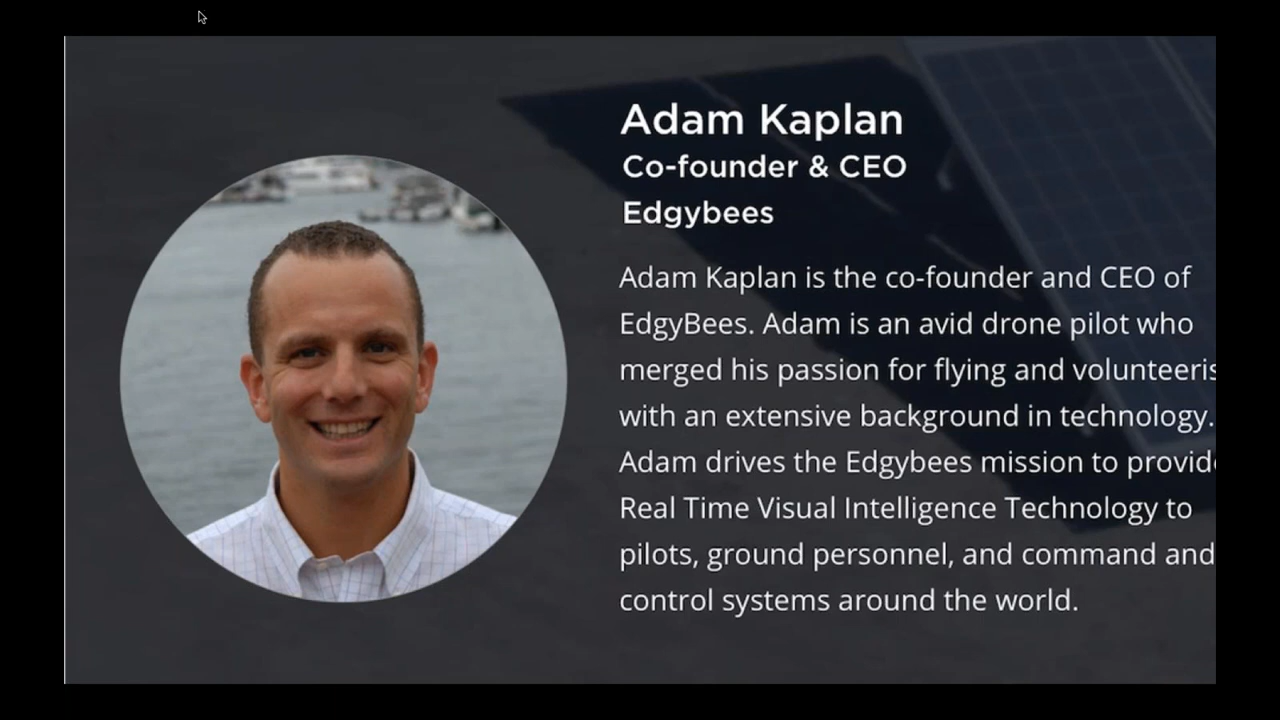 Adam Kaplan
Co-founder & CEO
Edgybees
Adam Kaplan is the co-founder and CEO of
EdgyBees. Adam is an avid drone pilot who
merged his passion for flying and volunteeris
with an extensive background in technology.
Adam drives the Edgybees mission to provid
Real Time Visual Intelligence Technology to
pilots, ground personnel, and command and
control systems around the world.